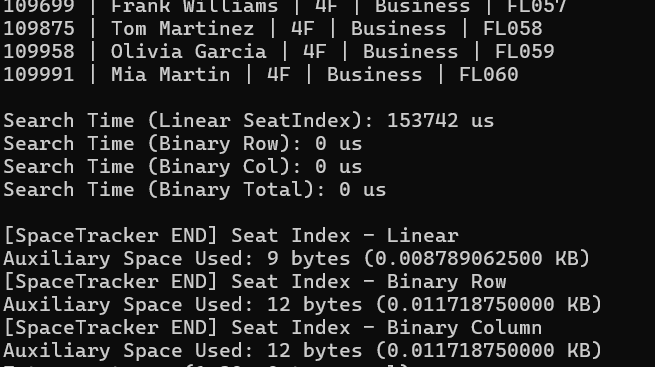 109699 | Frank Williams | 4F | Business | FL057
109875 | Tom Martinez | 4F | Business | FL058
109958 | Olivia Garcia | 4F | Business | FL059
109991 | Mia Martin | 4F | Business | FL060
Search Time (Linear SeatIndex): 153742 us
Search Time (Binary Row): 0 us
Search Time (Binary Col): 0 us
Search Time (Binary Total): 0 us
[SpaceTracker END] Seat Index - Linear
Auxiliary Space Used: 9 bytes (0.008789062500 KB)
[SpaceTracker END] Seat Index - Binary Row
Auxiliary Space Used: 12 bytes (0.011718750000 KB)
[SpaceTracker END] Seat Index - Binary Column
Auxiliary Space Used: 12 bytes (0.011718750000 KB)